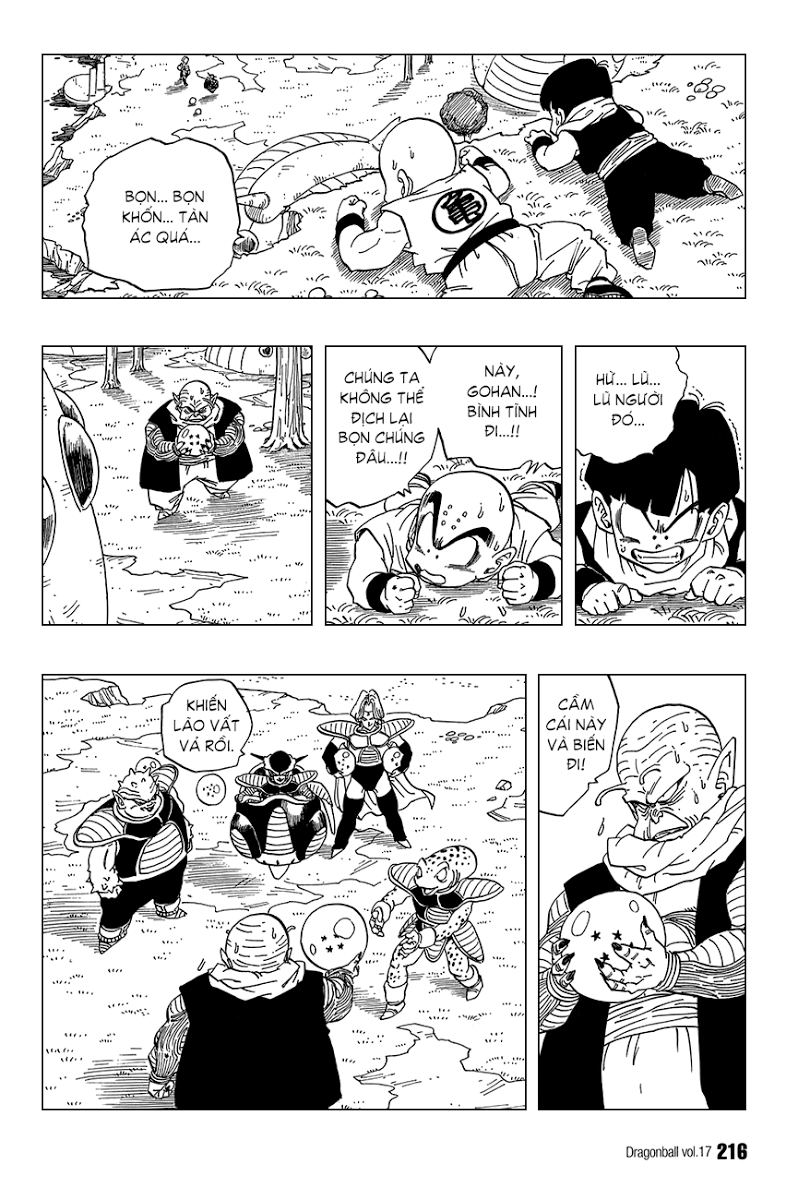 BỌN... BỌN
KHỐN... TÀN
ÁC QUÁ...
HỪ... LŨ...
LŨ NGƯỜI
ĐÓ...
NÀY,
GOHAN...!
BÌNH TĨNH
ĐI...!!
CHÚNG TA
KHÔNG THỂ
ĐỊCH LẠI
BỌN CHÚNG
ĐÂU...!!
CẦM
CÁI NÀY
VÀ BIẾN
ĐI!
KHIẾN
LÃO VẤT
VẢ RỒI.
Dragonball vol.17 216